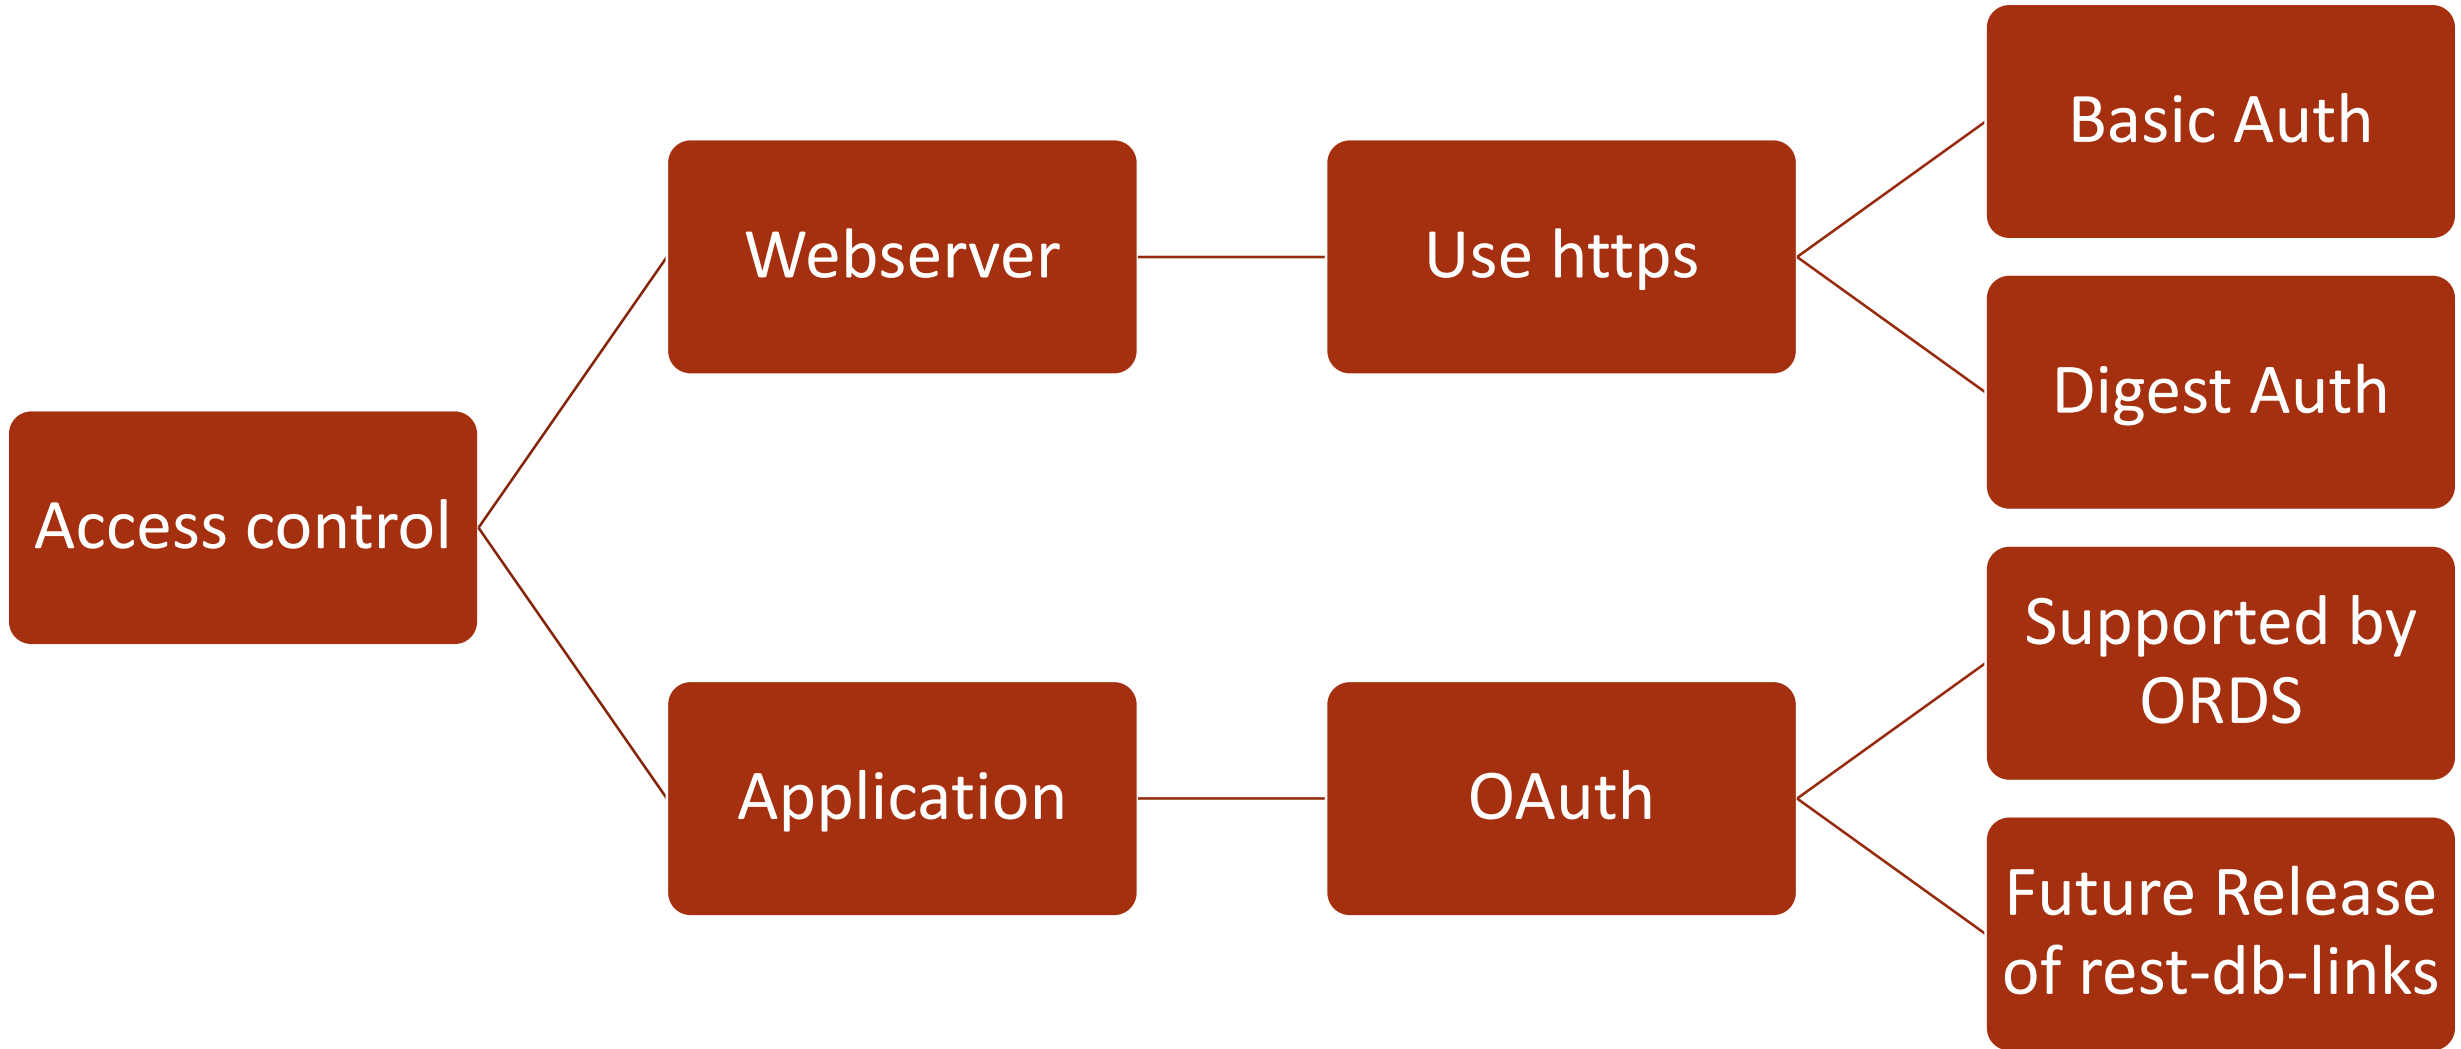 Access control
Webserver
Use https
Basic Auth
Digest Auth
Application
OAuth
Supported by
ORDS
Future Release
of rest-db-links